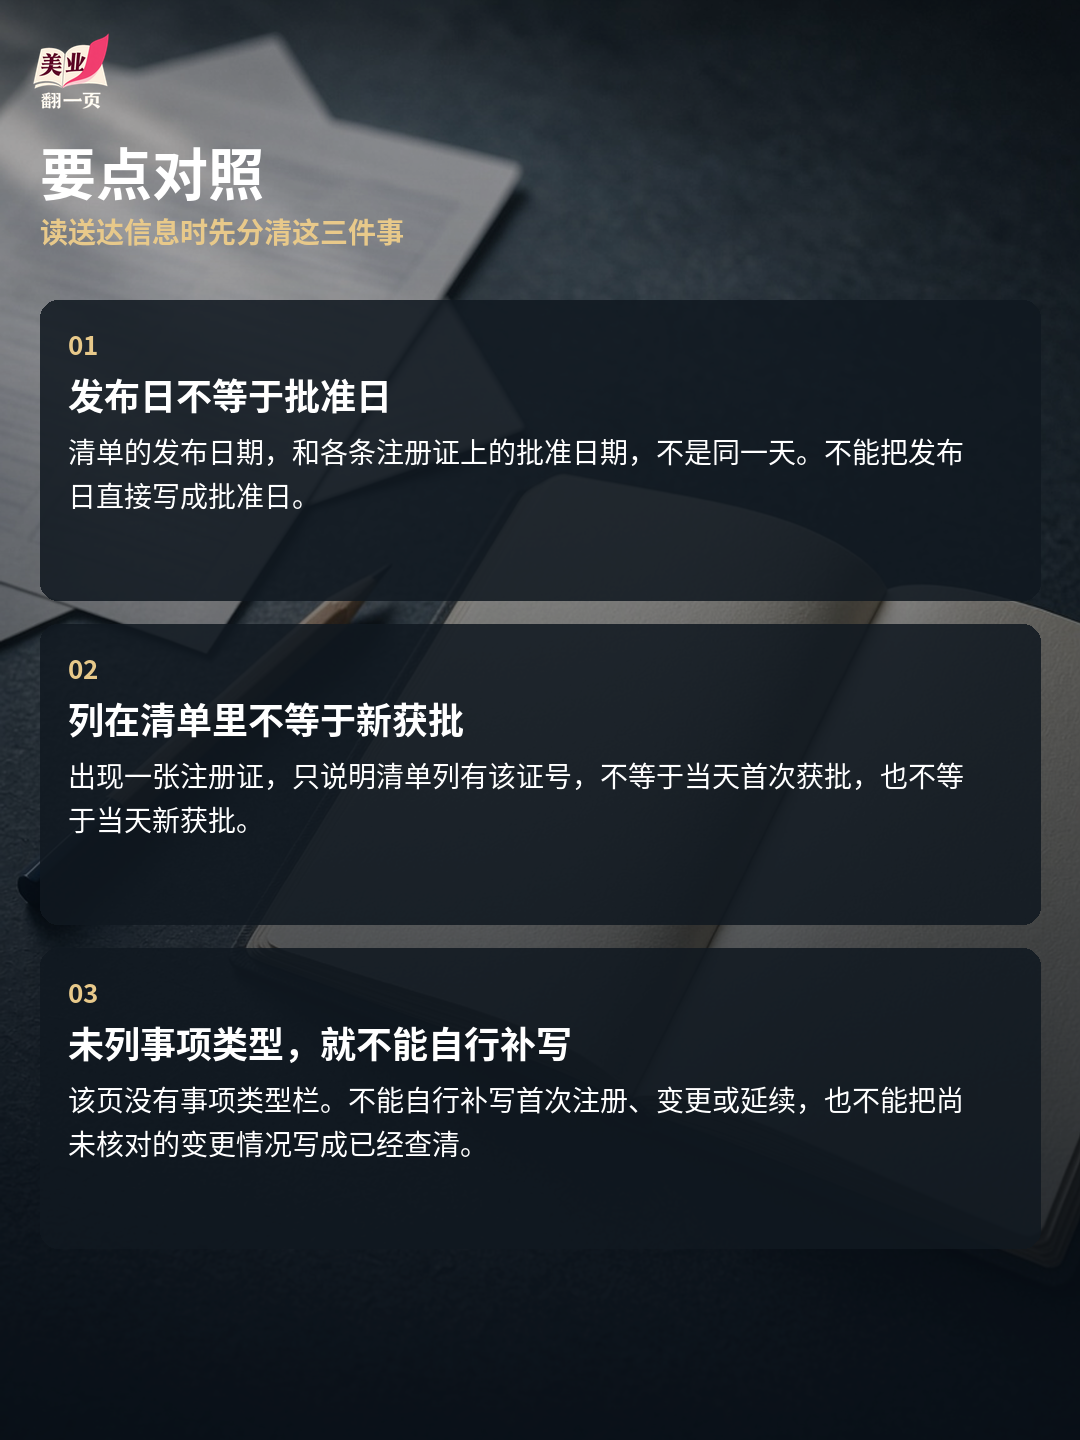 美业
翻一页
要点对照
读送达信息时先分清这三件事
01
发布日不等于批准日
清单的发布日期，和各条注册证上的批准日期，不是同一天。不能把发布
日直接写成批准日。
02
列在清单里不等于新获批
出现一张注册证，只说明清单列有该证号，不等于当天首次获批，也不等
于当天新获批。
03
未列事项类型，就不能自行补写
该页没有事项类型栏。不能自行补写首次注册、变更或延续，也不能把尚
未核对的变更情况写成已经查清。